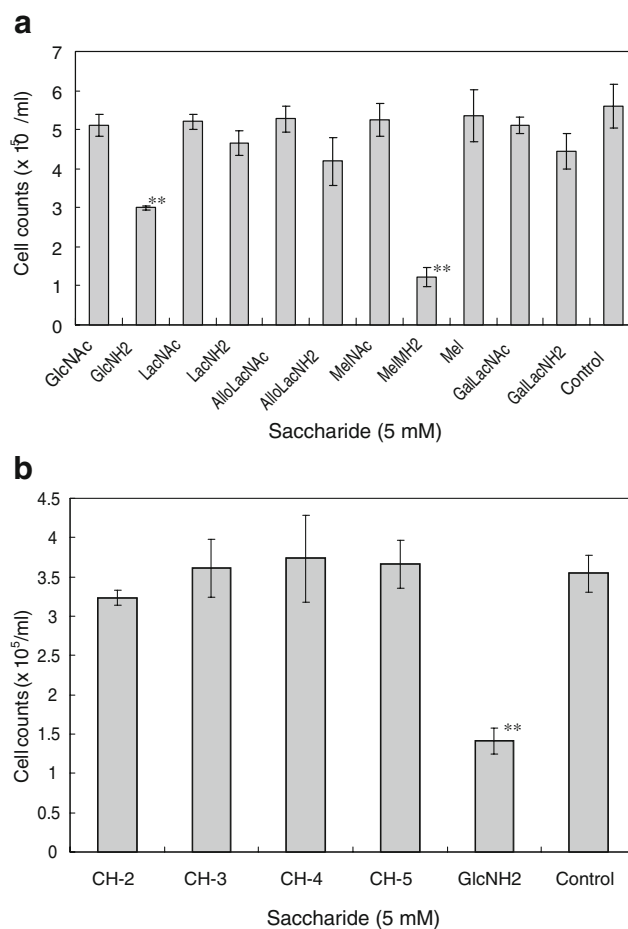 a
Cell counts (x 10⁵ /ml)
7
6
5
4
3
2
1
0
**
**
GlcNAc
GlcNH2
LacNAc
LacNH2
AlloLacNAc
AlloLacNH2
MelNAc
MelMH2
Mel
GalLacNAc
GalLacNH2
Control
Saccharide (5 mM)
b
Cell counts (x 10⁵/ml)
4.5
4
3.5
3
2.5
2
1.5
1
0.5
0
**
CH-2 CH-3 CH-4 CH-5 GlcNH2 Control
Saccharide (5 mM)